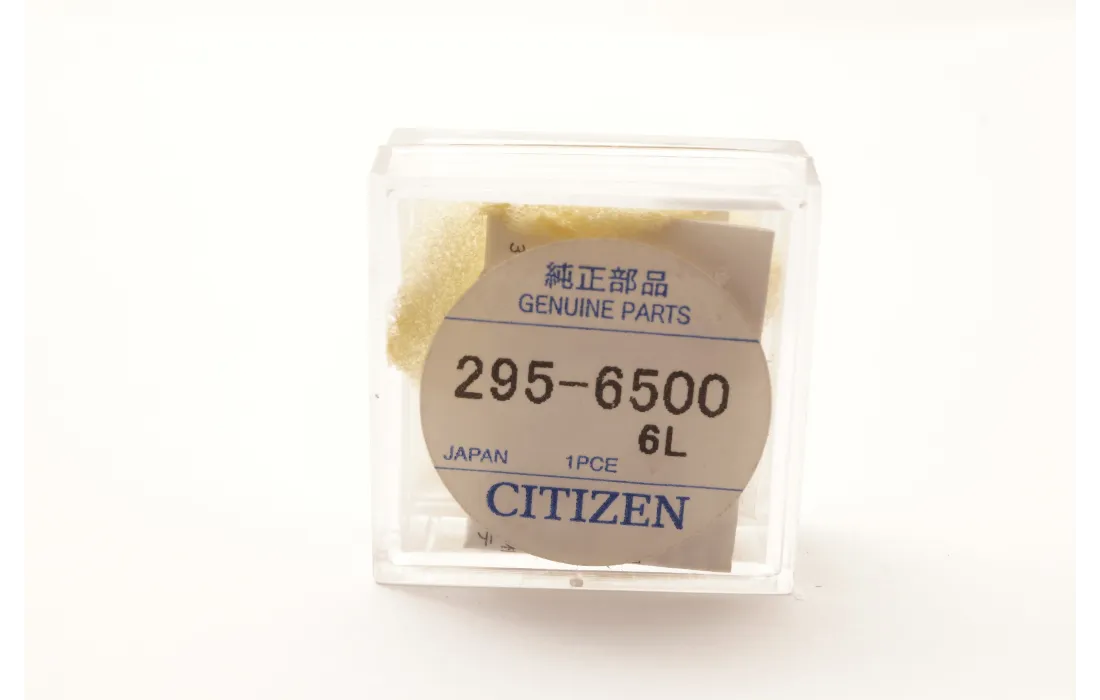 純正部品
GENUINE PARTS
295-6500
6L
JAPAN 1PCE
CITIZEN